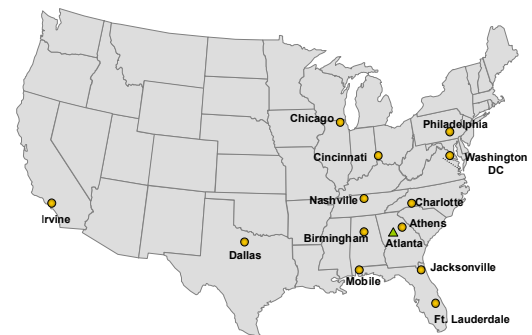 Chicago
Philadelphia
Cincinnati
Washington
DC
Nashville
Charlotte
Irvine
Athens
Birmingham
Atlanta
Dallas
Jacksonville
Mobile
Ft. Lauderdale